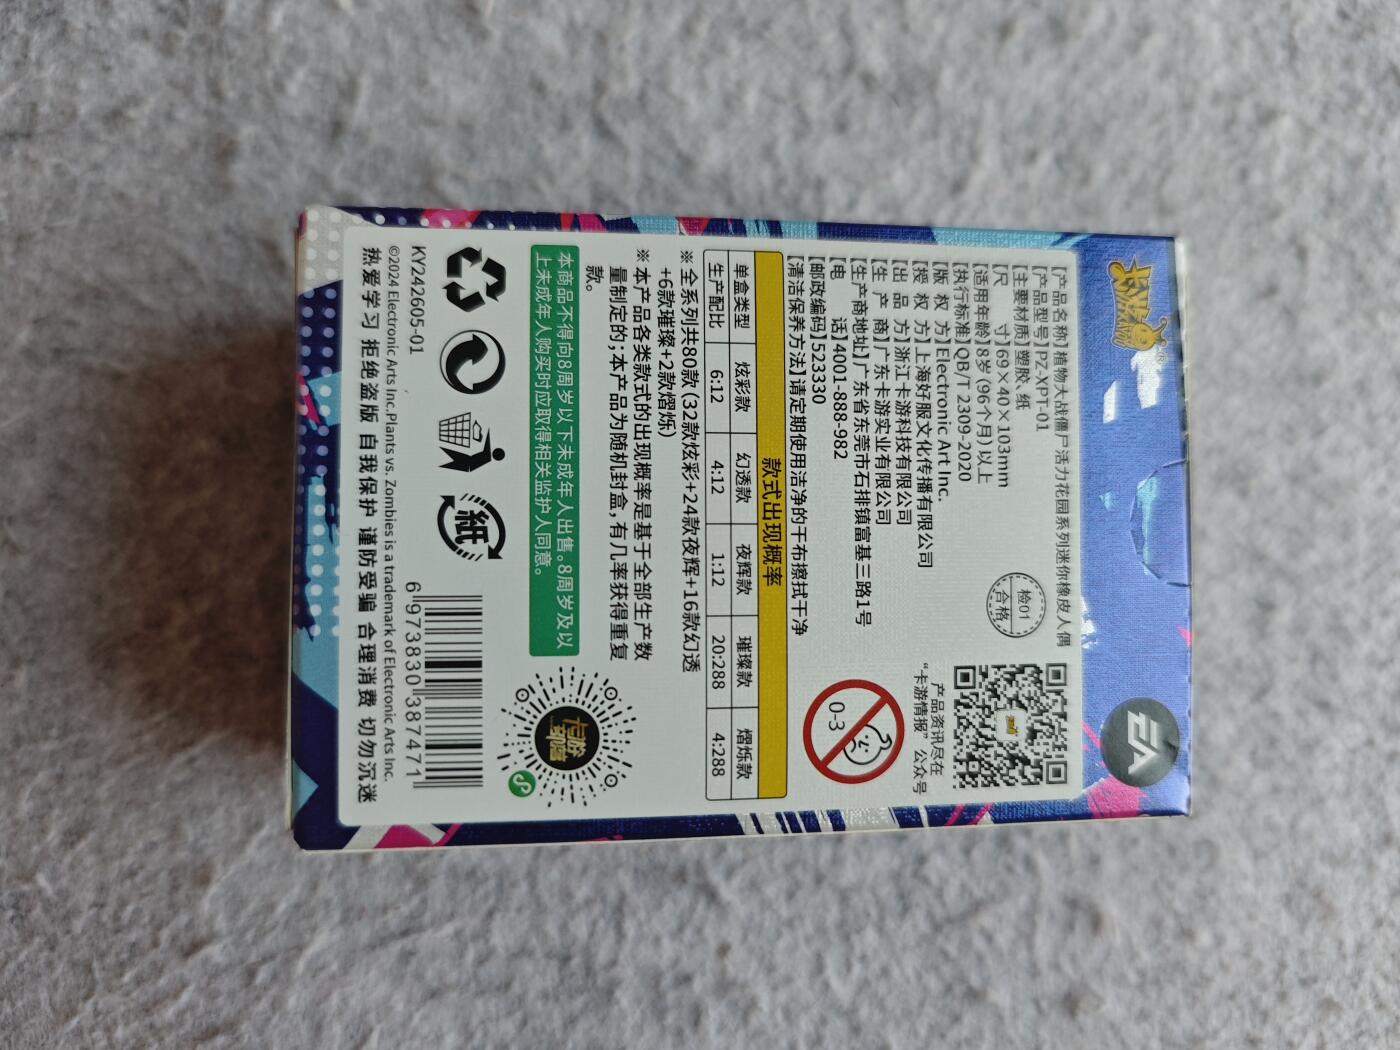 卡游
KAYOU
EA
【产品名称】植物大战僵尸活力花园系列迷你橡皮人偶
【产品型号】PZ-XPT-01
【主要材质】塑胶、纸
【尺 寸】69×40×103mm
【适用年龄】8岁(96个月)以上
【执行标准】QB/T 2309-2020
【版 权 方】Electronic Art Inc.
【授 权 方】上海好服文化传播有限公司
【出 品 方】浙江卡游科技有限公司
【生 产 商】广东卡游实业有限公司
【生产商地址】广东省东莞市石排镇富基三路1号
【电 话】4001-888-982
【邮政编码】523330
【清洁保养方法】请定期使用洁净的干布擦拭干净
检01
合格
产品资讯尽在
“卡游情报”公众号
0-3
款式出现概率
单盒类型 炫彩款 幻透款 夜辉款 璀璨款 熠烁款
生产配比 6:12 4:12 1:12 20:288 4:288
※全系列共80款(32款炫彩+24款夜辉+16款幻透
+6款璀璨+2款熠烁)
※本产品各类款式的出现概率是基于全部生产数
量制定的;本产品为随机封盒,有几率获得重复
款。
本商品不得向8周岁以下未成年人出售。8周岁及以
上未成年人购买时应取得相关监护人同意。
卡游
部落
紙
KY242605-01
6 973830 387471
©2024 Electronic Arts Inc.Plants vs. Zombies is a trademark of Electronic Arts Inc.
热爱学习 拒绝盗版 自我保护 谨防受骗 合理消费 切勿沉迷